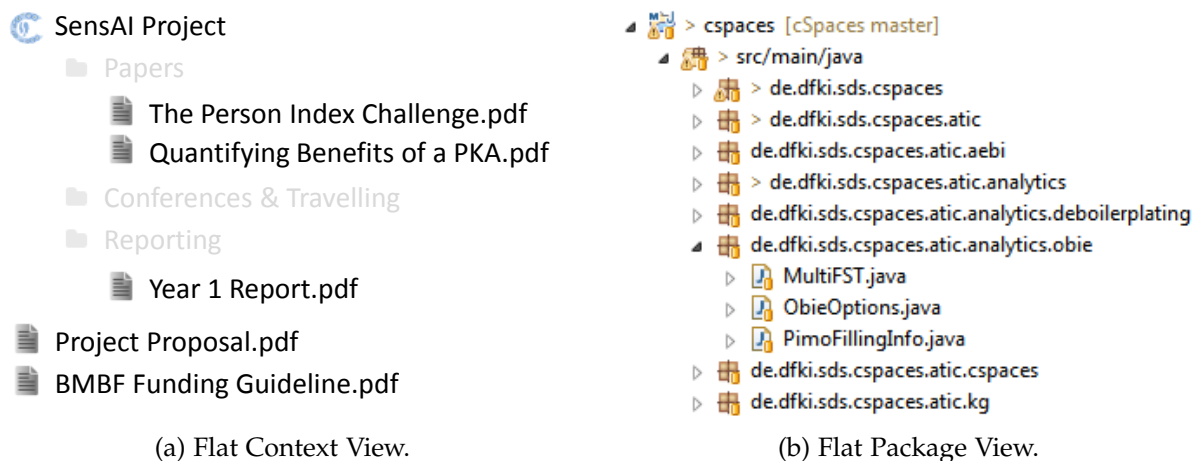 SensAI Project
Papers
The Person Index Challenge.pdf
Quantifying Benefits of a PKA.pdf
Conferences & Travelling
Reporting
Year 1 Report.pdf
Project Proposal.pdf
BMBF Funding Guideline.pdf
(a) Flat Context View.
> cspaces [cSpaces master]
> src/main/java
> de.dfki.sds.cspaces
> de.dfki.sds.cspaces.atic
de.dfki.sds.cspaces.atic.aebi
> de.dfki.sds.cspaces.atic.analytics
de.dfki.sds.cspaces.atic.analytics.deboilerplating
de.dfki.sds.cspaces.atic.analytics.obie
MultiFST.java
ObieOptions.java
PimoFillingInfo.java
de.dfki.sds.cspaces.atic.cspaces
de.dfki.sds.cspaces.atic.kg
(b) Flat Package View.